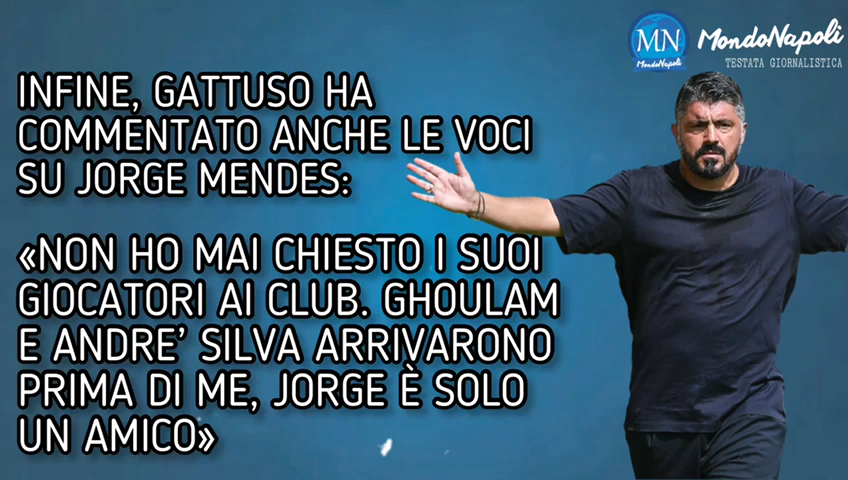 MN
MondoNapoli
MondoNapoli
TESTATA GIORNALISTICA
INFINE, GATTUSO HA
COMMENTATO ANCHE LE VOCI
SU JORGE MENDES:
«NON HO MAI CHIESTO I SUOI
GIOCATORI AI CLUB. GHOULAM
E ANDRE’ SILVA ARRIVARONO
PRIMA DI ME, JORGE È SOLO
UN AMICO»